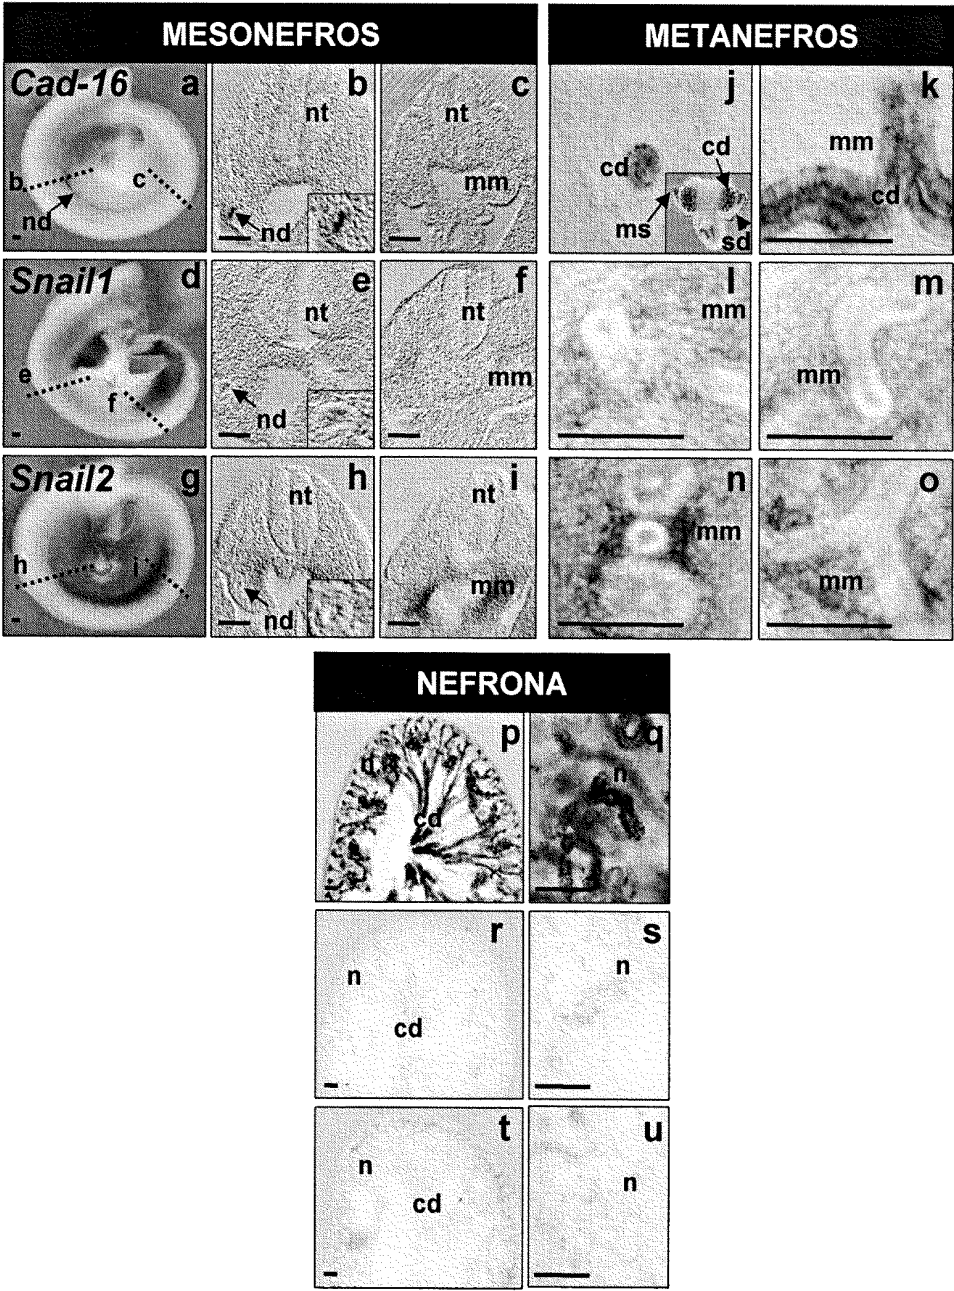 MESONEFROS
METANEFROS
Cad-16 a
b
c
nd
b
nt
nd
c
nt
mm
j
cd
cd
ms
sd
k
mm
cd
Snail1 d
e
f
e
nt
nd
f
nt
mm
l
mm
m
mm
Snail2 g
h
i
h
nt
nd
i
nt
mm
n
mm
o
mm
NEFRONA
p
n
cd
q
n
r
n
cd
s
n
t
n
cd
u
n